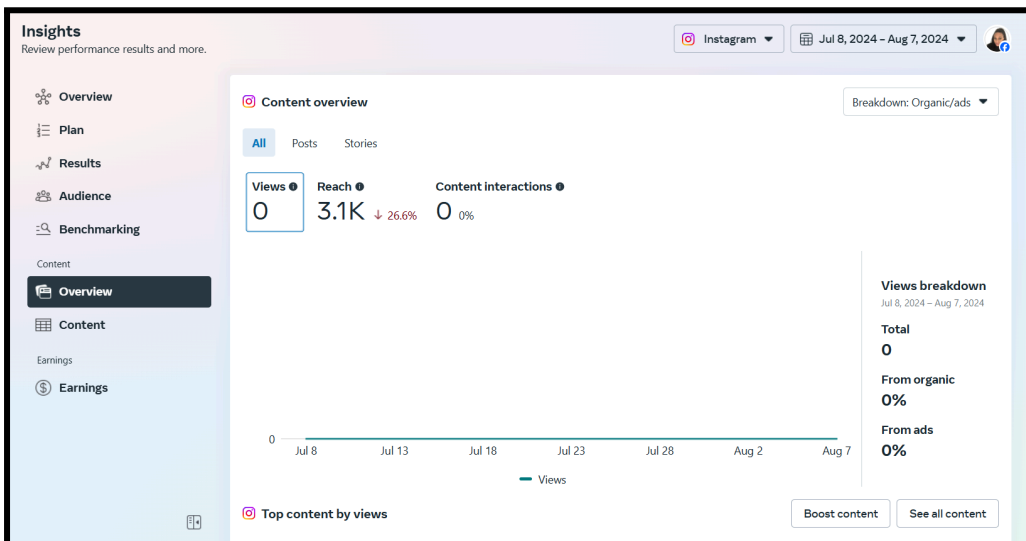 Insights
Review performance results and more.
Instagram
Jul 8, 2024 – Aug 7, 2024
Overview
Plan
Results
Audience
Benchmarking
Content
Overview
Content
Earnings
Earnings
Content overview
Breakdown: Organic/ads
All Posts Stories
Views Reach Content interactions
0 3.1K ↓ 26.6% 0 0%
Views breakdown
Jul 8, 2024 – Aug 7, 2024
Total
0
From organic
0%
From ads
0%
0
Jul 8 Jul 13 Jul 18 Jul 23 Jul 28 Aug 2 Aug 7
Views
Top content by views
Boost content See all content